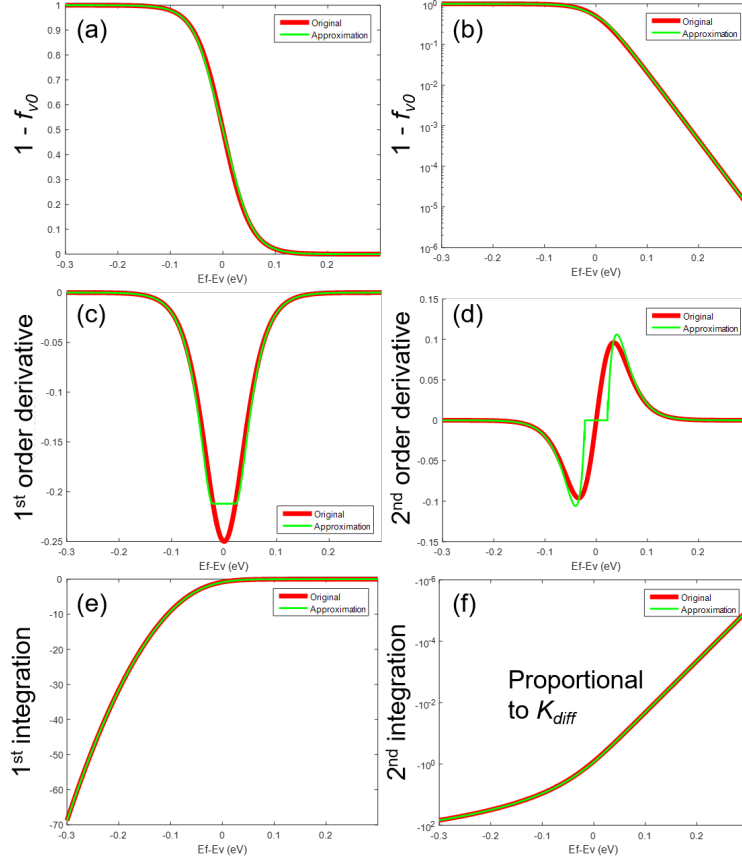 (a)
1 - fv0
1
0.9
0.8
0.7
0.6
0.5
0.4
0.3
0.2
0.1
0
-0.3
-0.2
-0.1
0
0.1
0.2
Ef-Ev (eV)
Original
Approximation
(b)
1 - fv0
10^0
10^-1
10^-2
10^-3
10^-4
10^-5
10^-6
-0.3
-0.2
-0.1
0
0.1
0.2
Ef-Ev (eV)
Original
Approximation
(c)
1st order derivative
0
-0.05
-0.1
-0.15
-0.2
-0.25
-0.3
-0.2
-0.1
0
0.1
0.2
Ef-Ev (eV)
Original
Approximation
(d)
2nd order derivative
0.15
0.1
0.05
0
-0.05
-0.1
0.15
-0.3
-0.2
-0.1
0
0.1
0.2
Ef-Ev (eV)
Original
Approximation
(e)
1st integration
0
-10
-20
-30
-40
-50
-60
-70
-0.3
-0.2
-0.1
0
0.1
0.2
Ef-Ev (eV)
Original
Approximation
(f)
2nd integration
-10^-6
-10^-4
-10^-2
-10^0
-10^2
-0.3
-0.2
-0.1
0
0.1
0.2
Ef-Ev (eV)
Original
Approximation
Proportional
to Kdiff